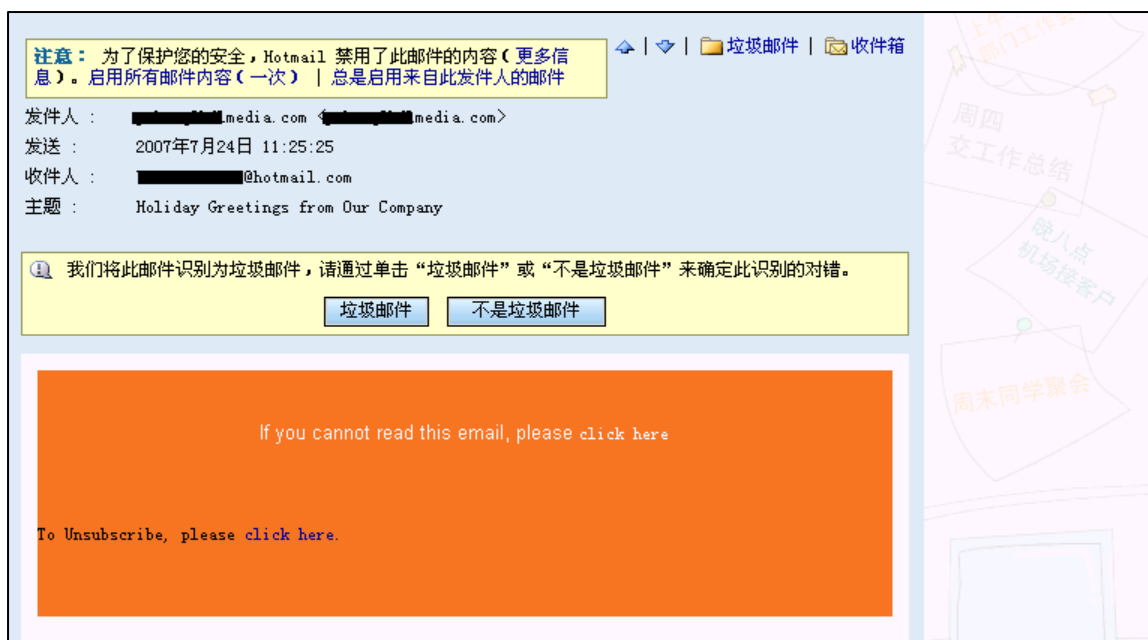 注意： 为了保护您的安全，Hotmail 禁用了此邮件的内容（更多信
息）。启用所有邮件内容（一次） | 总是启用来自此发件人的邮件
| | 垃圾邮件 | 收件箱
发件人 : media.com < media.com>
发送 : 2007年7月24日 11:25:25
收件人 : @hotmail.com
主题 : Holiday Greetings from Our Company
我们将此邮件识别为垃圾邮件，请通过单击“垃圾邮件”或“不是垃圾邮件”来确定此识别的对错。
垃圾邮件 不是垃圾邮件
If you cannot read this email, please click here
To Unsubscribe, please click here.
上午
部门工作会
周四
交工作总结
晚八点
机场接客户
周末同学聚会